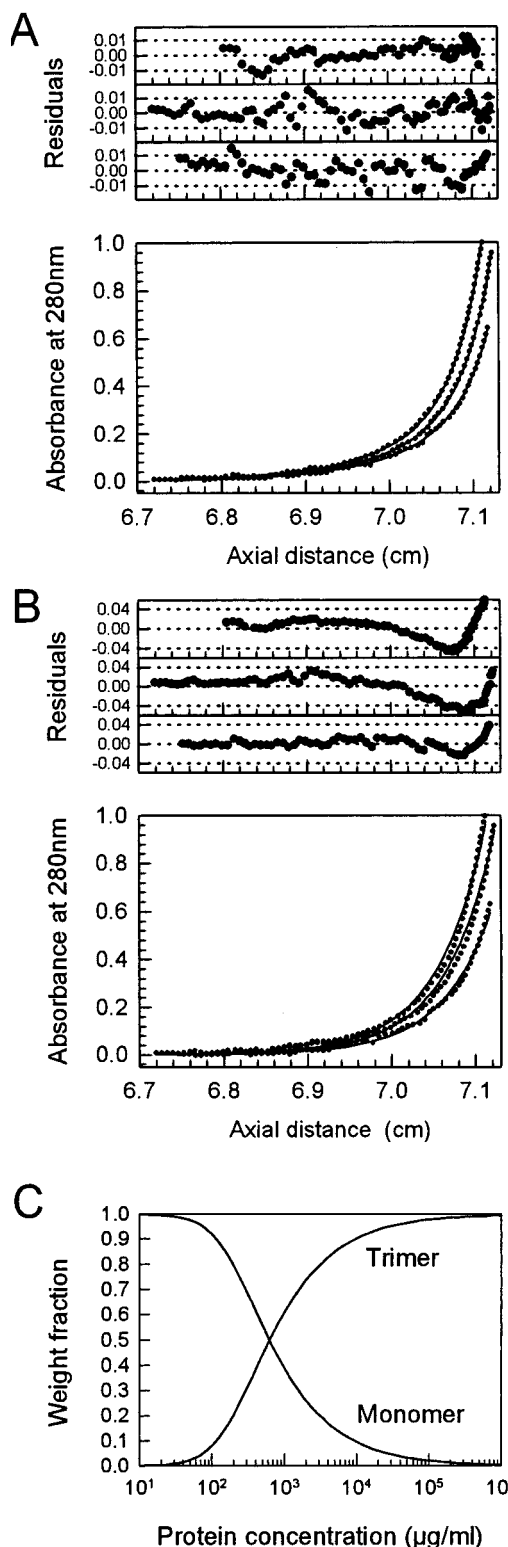 A
Residuals
0.01
0.00
-0.01
0.01
0.00
-0.01
0.01
0.00
-0.01
Absorbance at 280nm
1.0
0.8
0.6
0.4
0.2
0.0
6.7 6.8 6.9 7.0 7.1
Axial distance (cm)
B
Residuals
0.04
0.00
-0.04
0.04
0.00
-0.04
0.04
0.00
-0.04
Absorbance at 280nm
1.0
0.8
0.6
0.4
0.2
0.0
6.7 6.8 6.9 7.0 7.1
Axial distance (cm)
C
Weight fraction
1.0
0.9
0.8
0.7
0.6
0.5
0.4
0.3
0.2
0.1
0.0
Trimer
Monomer
10¹ 10² 10³ 10⁴ 10⁵ 10
Protein concentration (µg/ml)